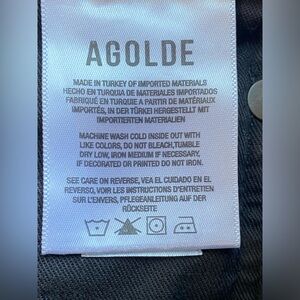 AGOLDE
MADE IN TURKEY OF IMPORTED MATERIALS
HECHO EN TURQUIA DE MATERIALES IMPORTADOS
FABRIQUÉ EN TURQUIE A PARTIR DE MATÉRIAUX
IMPORTÉS, IN DER TÜRKEI HERGESTELLT MIT
IMPORTIERTEN MATERIALIEN
MACHINE WASH COLD INSIDE OUT WITH
LIKE COLORS, DO NOT BLEACH,TUMBLE
DRY LOW, IRON MEDIUM IF NECESSARY,
IF DECORATED OR PRINTED DO NOT IRON.
SEE CARE ON REVERSE, VEA EL CUIDADO EN EL
REVERSO, VOIR LES INSTRUCTIONS D'ENTRETIEN
SUR L'ENVERS, PFLEGEANLEITUNG AUF DER
RÜCKSEITE